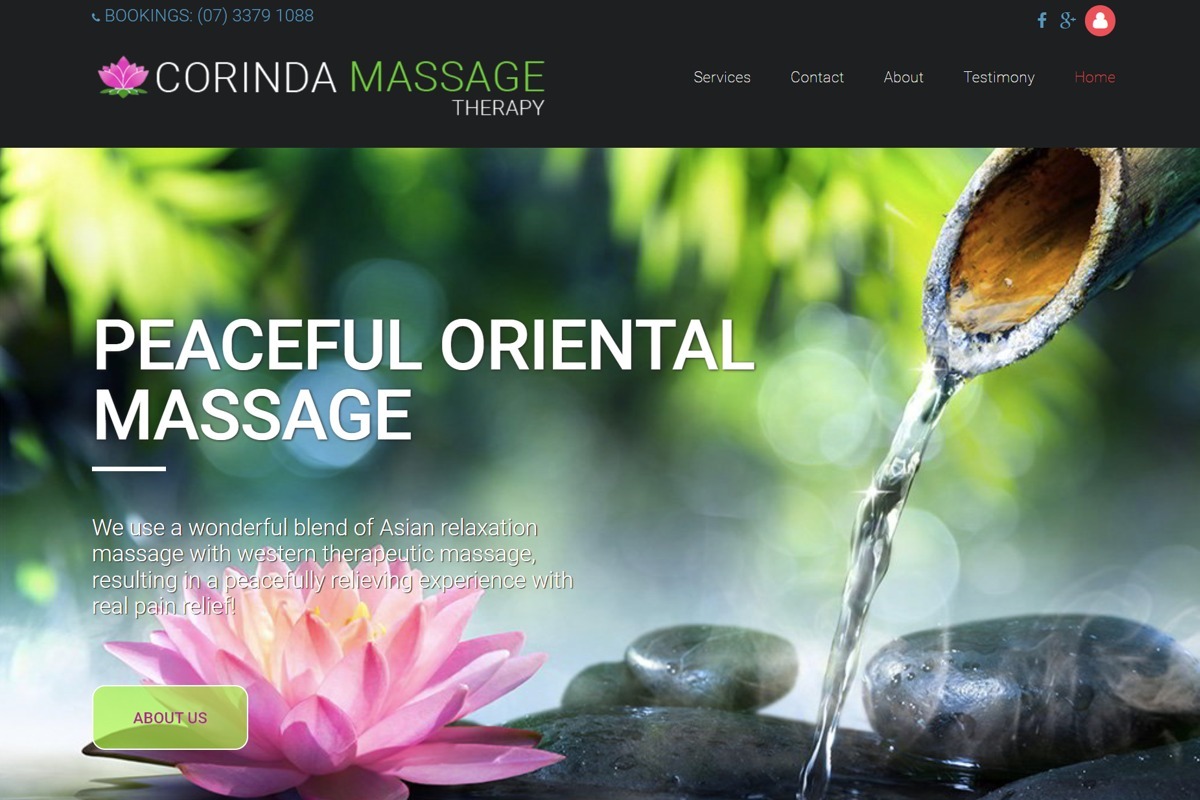 BOOKINGS: (07) 3379 1088
CORINDA MASSAGE
THERAPY
Services Contact About Testimony Home
PEACEFUL ORIENTAL
MASSAGE
We use a wonderful blend of Asian relaxation
massage with western therapeutic massage,
resulting in a peacefully relieving experience with
real pain relief!
ABOUT US